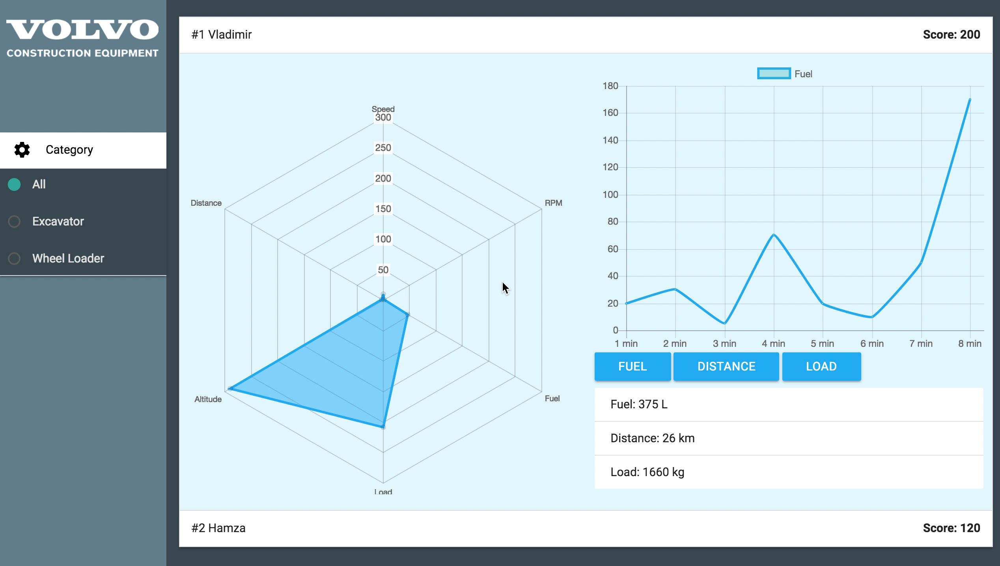 VOLVO
CONSTRUCTION EQUIPMENT
Category
All
Excavator
Wheel Loader
#1 Vladimir
Score: 200
Speed
300
250
200
150
100
50
Distance
RPM
Altitude
Fuel
Load
Fuel
180
160
140
120
100
80
60
40
20
0
1 min 2 min 3 min 4 min 5 min 6 min 7 min 8 min
FUEL DISTANCE LOAD
Fuel: 375 L
Distance: 26 km
Load: 1660 kg
#2 Hamza
Score: 120